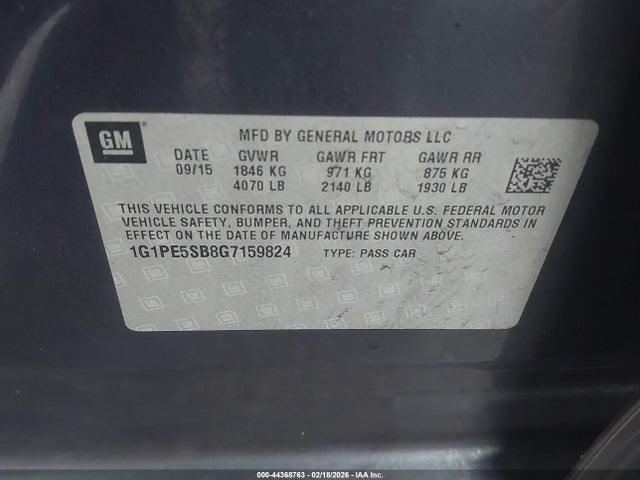 GM
MFD BY GENERAL MOTORS LLC
DATE GVWR GAWR FRT GAWR RR
09/15 1846 KG 971 KG 875 KG
4070 LB 2140 LB 1930 LB
THIS VEHICLE CONFORMS TO ALL APPLICABLE U.S. FEDERAL MOTOR
VEHICLE SAFETY, BUMPER, AND THEFT PREVENTION STANDARDS IN
EFFECT ON THE DATE OF MANUFACTURE SHOWN ABOVE.
1G1PE5SB8G7159824 TYPE: PASS CAR
000-44368763 - 02/18/2026 - IAA Inc.